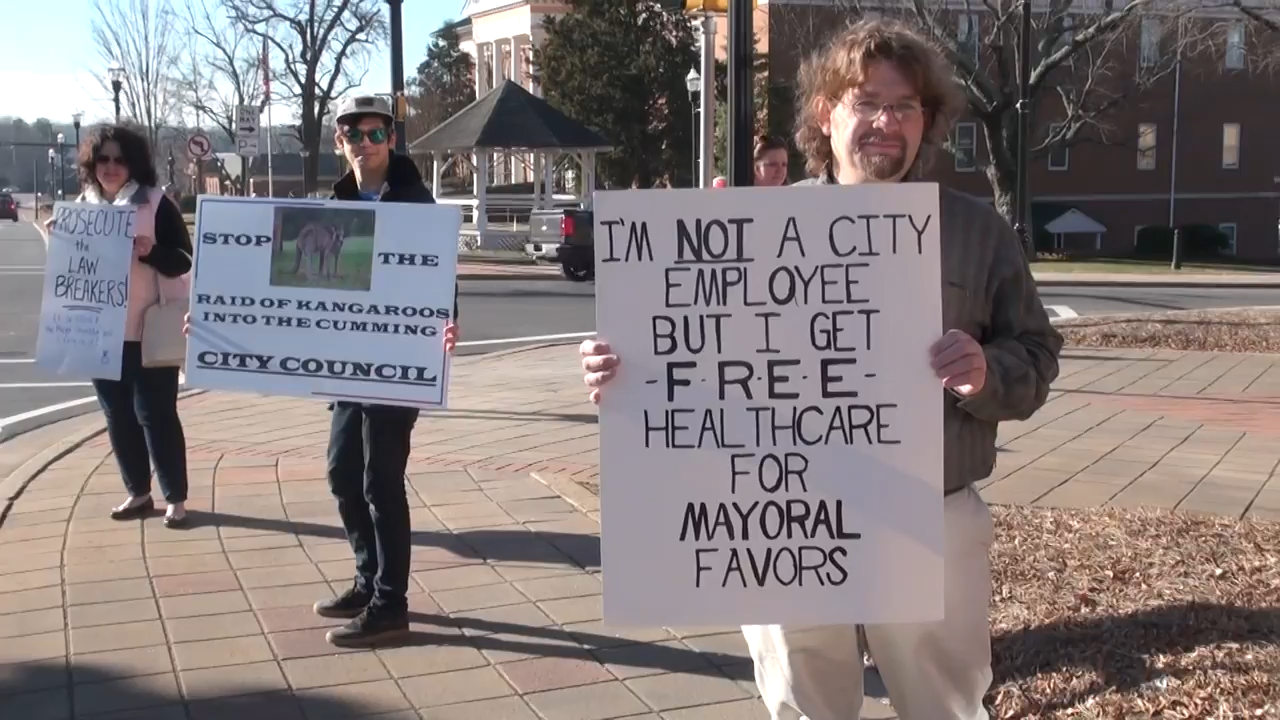 PROSECUTE
the
LAW
BREAKERS!
STOP THE
RAID OF KANGAROOS
INTO THE CUMMING
CITY COUNCIL
I'M NOT A CITY
EMPLOYEE
BUT I GET
-F-R-E-E-
HEALTHCARE
FOR
MAYORAL
FAVORS